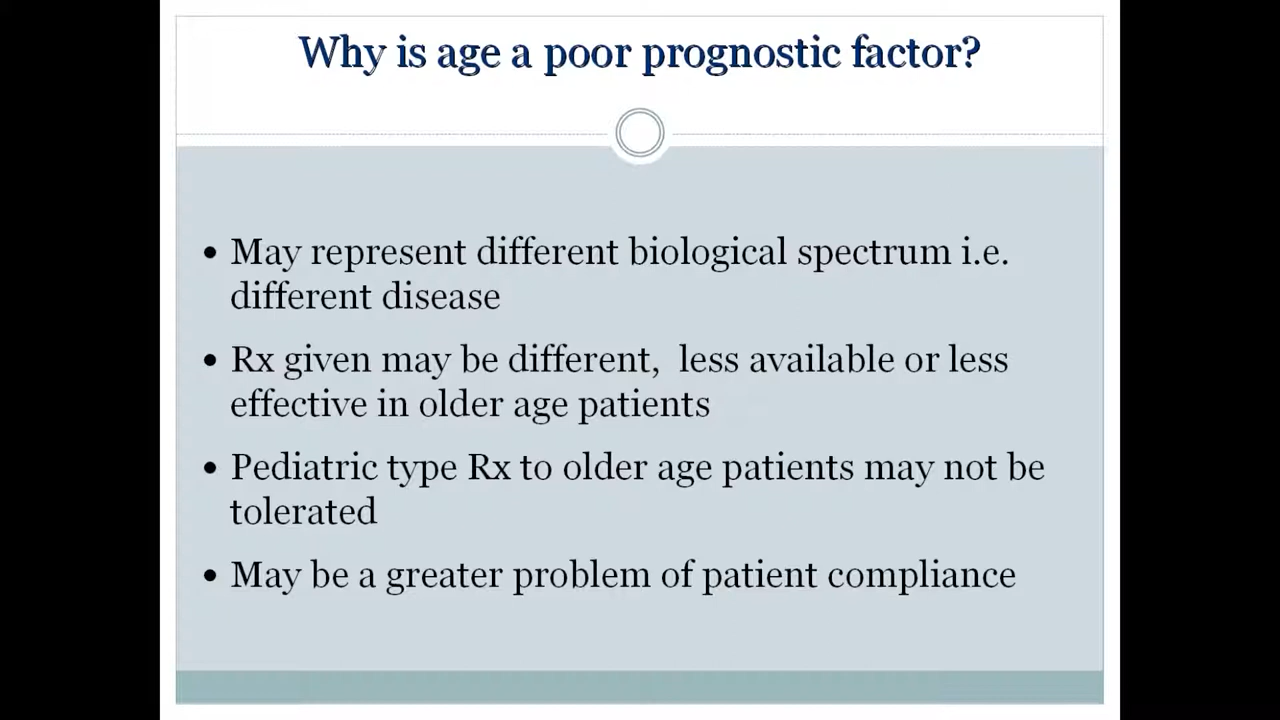 Why is age a poor prognostic factor?
• May represent different biological spectrum i.e.
different disease
• Rx given may be different,  less available or less
effective in older age patients
• Pediatric type Rx to older age patients may not be
tolerated
• May be a greater problem of patient compliance